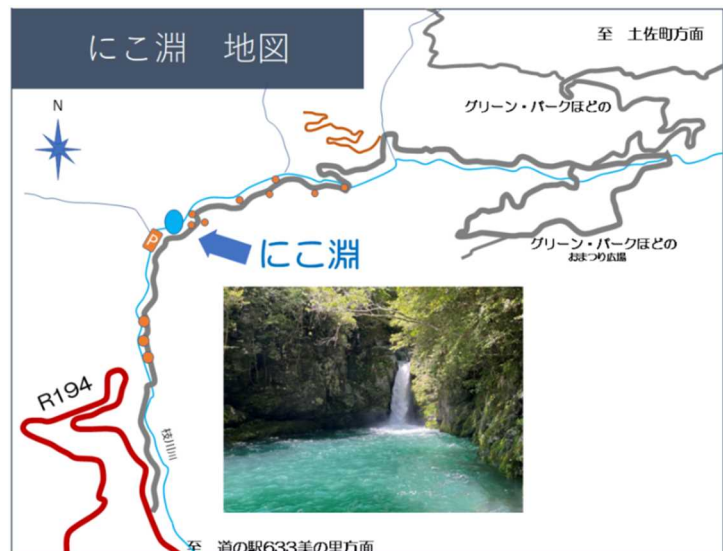 にこ淵 地図
至 土佐町方面
N
グリーン・パークほどの
P
にこ淵
グリーン・パークほどの
おまつり広場
R194
枝川川
至 道の駅633美の里方面